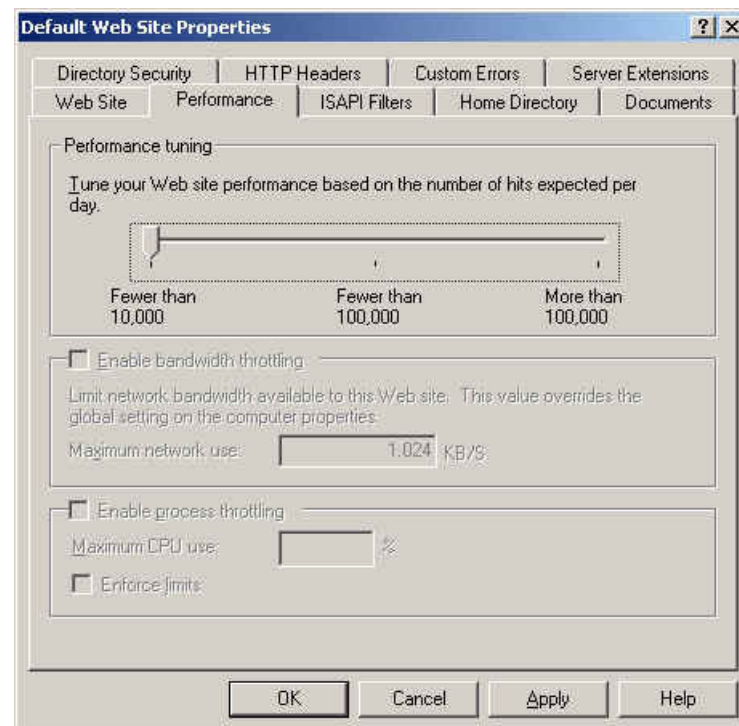 Default Web Site Properties
Directory Security HTTP Headers Custom Errors Server Extensions
Web Site Performance ISAPI Filters Home Directory Documents
Performance tuning
Tune your Web site performance based on the number of hits expected per
day.
Fewer than Fewer than More than
10,000 100,000 100,000
Enable bandwidth throttling
Limit network bandwidth available to this Web site. This value overrides the
global setting on the computer properties.
Maximum network use: 1.024 KB/S
Enable process throttling
Maximum CPU use: %
Enforce limits
OK Cancel Apply Help